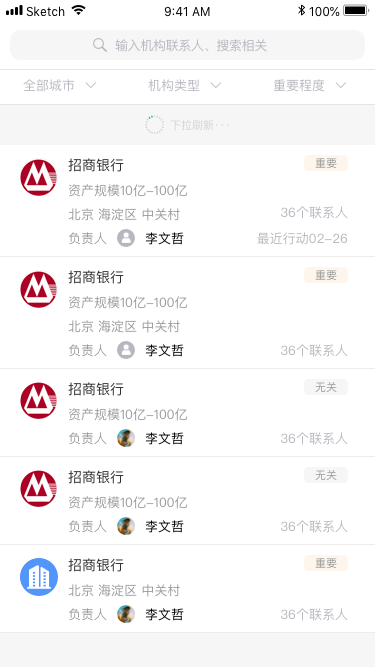 Sketch 9:41 AM 100%
输入机构联系人、搜索相关
全部城市 机构类型 重要程度
下拉刷新···
招商银行 重要
资产规模10亿-100亿
北京 海淀区 中关村 36个联系人
负责人 李文哲 最近行动02-26
招商银行 重要
资产规模10亿-100亿
北京 海淀区 中关村
负责人 李文哲 36个联系人
招商银行 无关
资产规模10亿-100亿
负责人 李文哲 36个联系人
招商银行 无关
资产规模10亿-100亿
负责人 李文哲 36个联系人
招商银行 重要
北京 海淀区 中关村
负责人 李文哲 36个联系人